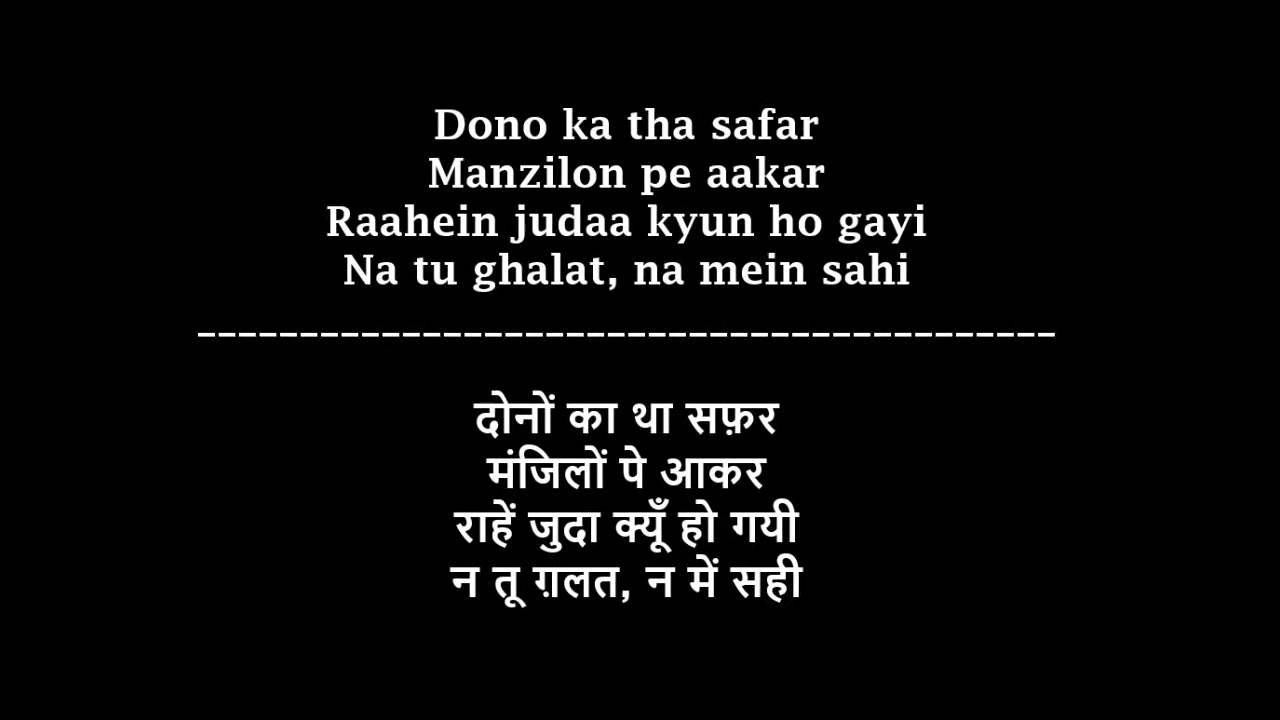 Dono ka tha safar
Manzilon pe aakar
Raahein judaa kyun ho gayi
Na tu ghalat, na mein sahi
------------------------------------------
दोनों का था सफ़र
मंजिलों पे आकर
राहें जुदा क्यूँ हो गयी
न तू ग़लत, न में सही